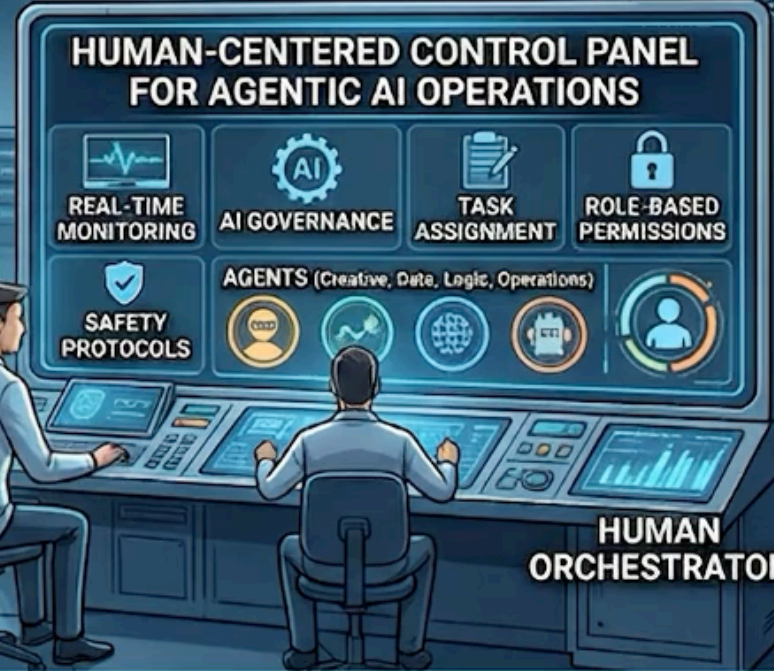 HUMAN-CENTERED CONTROL PANEL
FOR AGENTIC AI OPERATIONS
AI
REAL-TIME
MONITORING
AI GOVERNANCE
TASK
ASSIGNMENT
ROLE-BASED
PERMISSIONS
SAFETY
PROTOCOLS
AGENTS (Creative, Date, Logic, Operations)
HUMAN
ORCHESTRATO